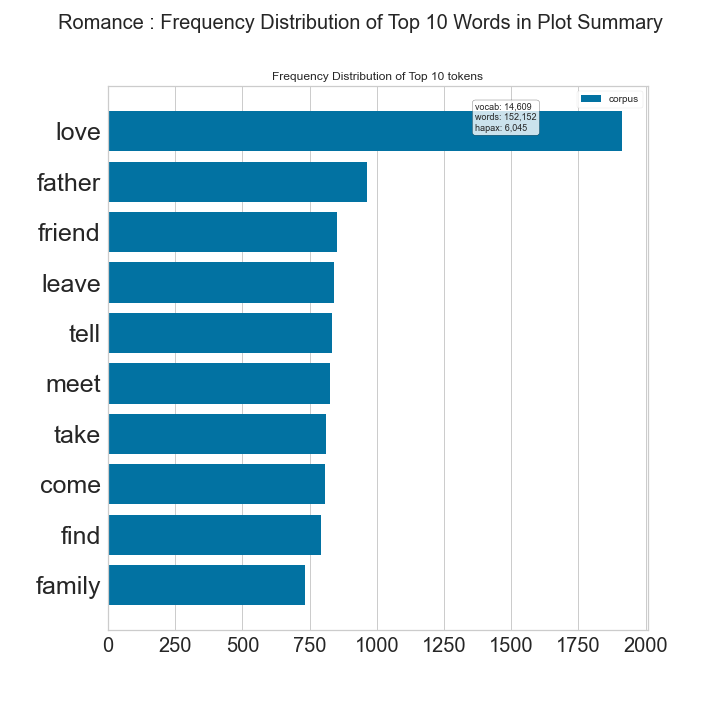 Romance : Frequency Distribution of Top 10 Words in Plot Summary
Frequency Distribution of Top 10 tokens
corpus
vocab: 14,609
words: 152,152
hapax: 6,045
love
father
friend
leave
tell
meet
take
come
find
family
0 250 500 750 1000 1250 1500 1750 2000